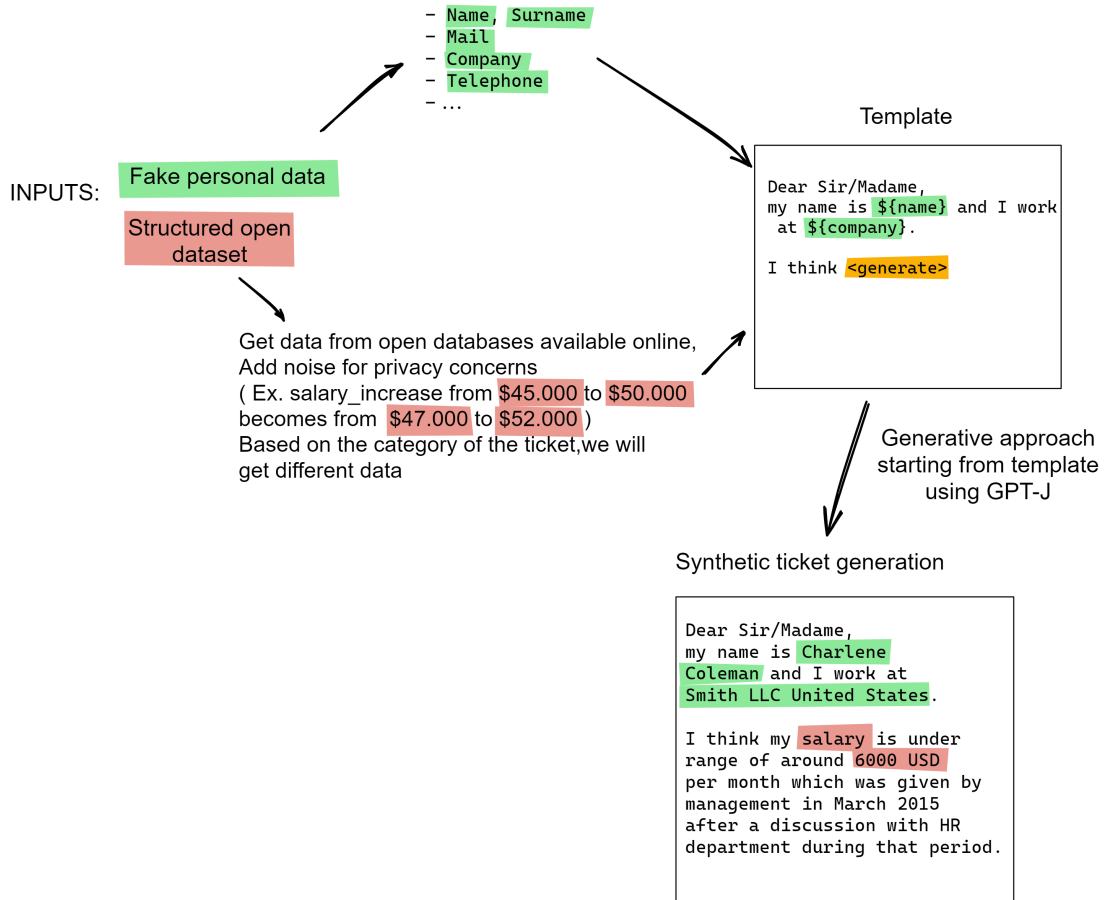 – Name, Surname
– Mail
– Company
– Telephone
– ...
INPUTS:
Fake personal data
Structured open
dataset
Get data from open databases available online,
Add noise for privacy concerns
( Ex. salary_increase from $45.000 to $50.000
becomes from $47.000 to $52.000 )
Based on the category of the ticket,we will
get different data
Template
Dear Sir/Madame,
my name is ${name} and I work
at ${company}.
I think <generate>
Generative approach
starting from template
using GPT-J
Synthetic ticket generation
Dear Sir/Madame,
my name is Charlene
Coleman and I work at
Smith LLC United States.
I think my salary is under
range of around 6000 USD
per month which was given by
management in March 2015
after a discussion with HR
department during that period.